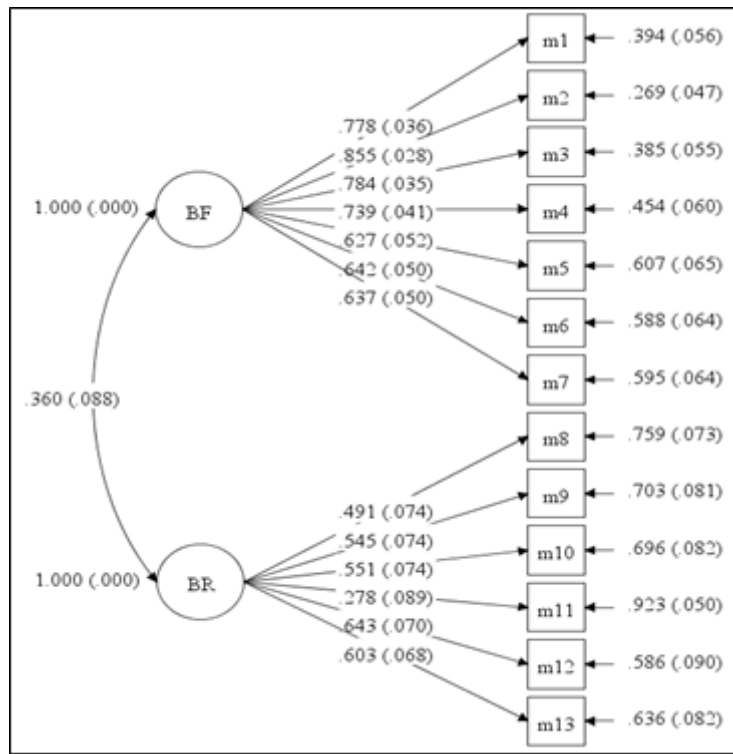 m1 .394 (.056)
m2 .269 (.047)
.778 (.036)
.855 (.028)
m3 .385 (.055)
.784 (.035)
1.000 (.000) BF .739 (.041) m4 .454 (.060)
.627 (.052)
m5 .607 (.065)
.642 (.050)
.637 (.050)
m6 .588 (.064)
m7 .595 (.064)
.360 (.088)
m8 .759 (.073)
m9 .703 (.081)
.491 (.074)
.545 (.074)
m10 .696 (.082)
.551 (.074)
1.000 (.000) BR
.278 (.089)
m11 .923 (.050)
.643 (.070)
.603 (.068)
m12 .586 (.090)
m13 .636 (.082)